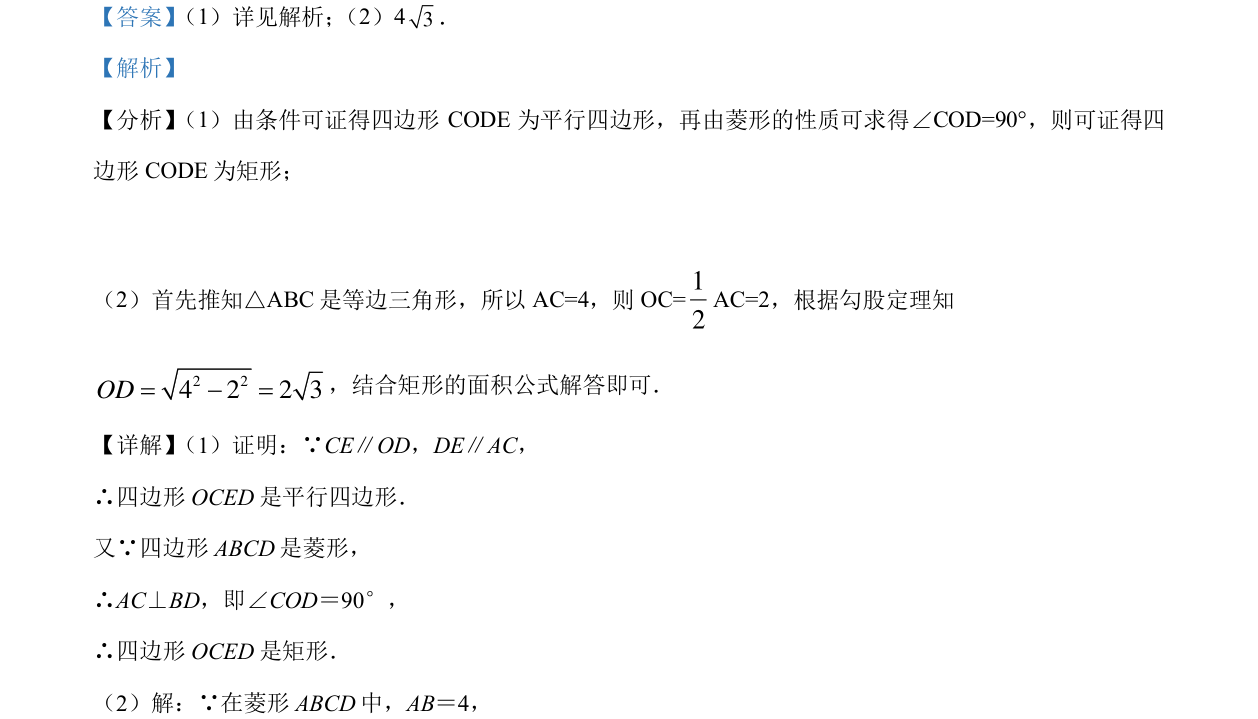 【答案】（1）详见解析；（2）4√3．
【解析】
【分析】（1）由条件可证得四边形 CODE 为平行四边形，再由菱形的性质可求得∠COD=90°，则可证得四
边形 CODE 为矩形；
（2）首先推知△ABC 是等边三角形，所以 AC=4，则 OC=1/2 AC=2，根据勾股定理知
OD=√(4²−2²)=2√3，结合矩形的面积公式解答即可．
【详解】（1）证明：∵CE∥OD，DE∥AC，
∴四边形 OCED 是平行四边形．
又∵四边形 ABCD 是菱形，
∴AC⊥BD，即∠COD＝90°，
∴四边形 OCED 是矩形．
（2）解：∵在菱形 ABCD 中，AB＝4，